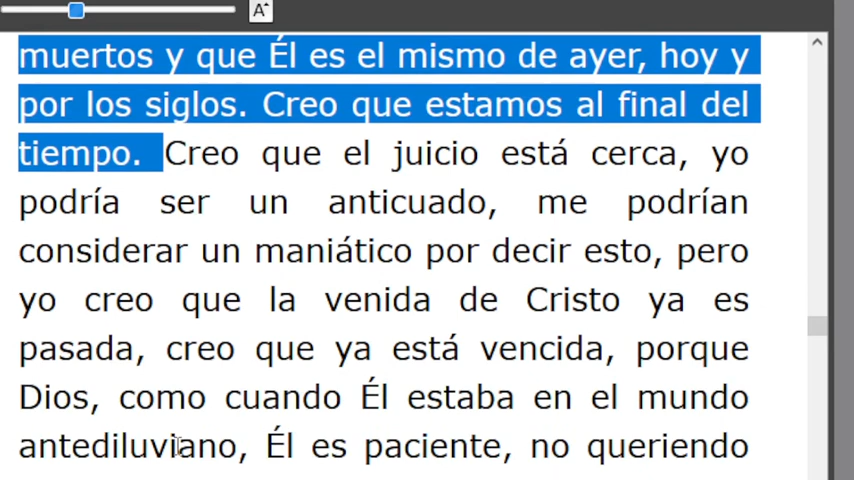 A
muertos y que Él es el mismo de ayer, hoy y
por los siglos. Creo que estamos al final del
tiempo. Creo que el juicio está cerca, yo
podría ser un anticuado, me podrían
considerar un maniático por decir esto, pero
yo creo que la venida de Cristo ya es
pasada, creo que ya está vencida, porque
Dios, como cuando Él estaba en el mundo
antediluviano, Él es paciente, no queriendo